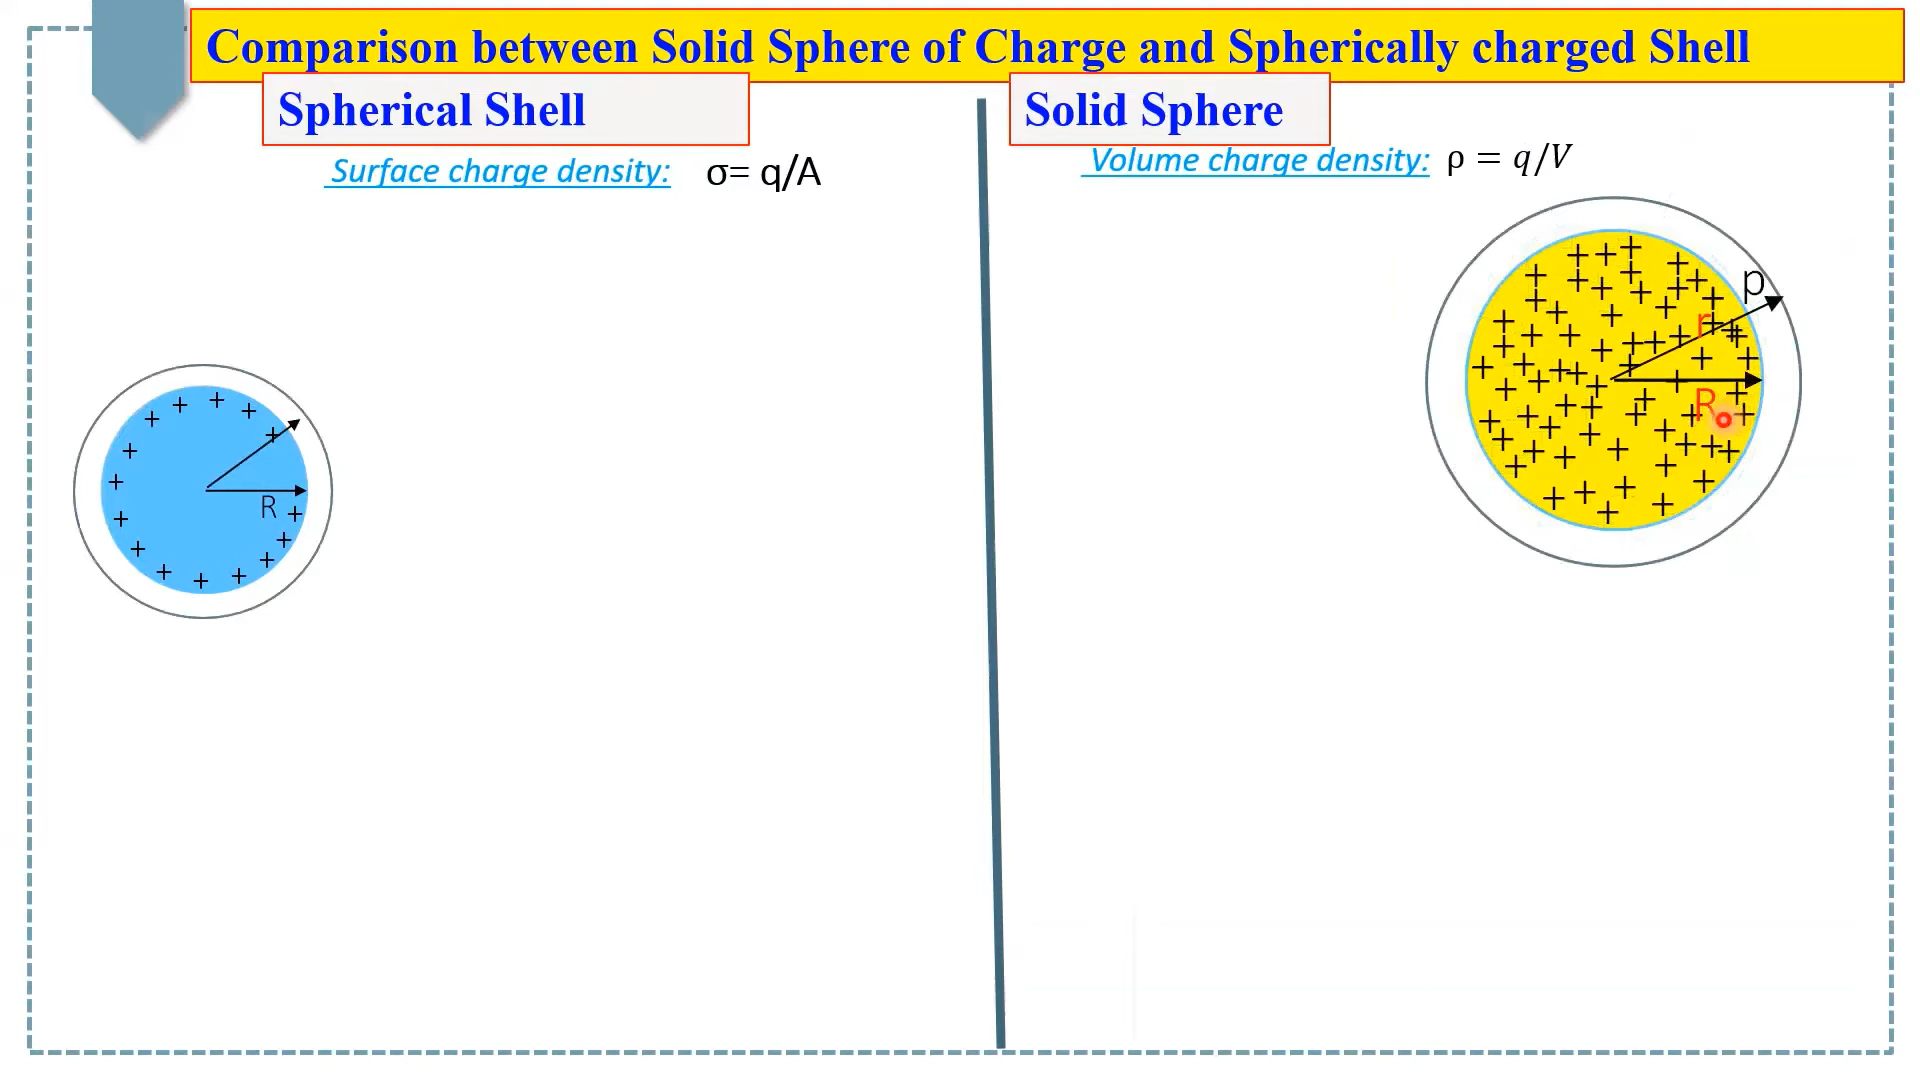 Comparison between Solid Sphere of Charge and Spherically charged Shell
Spherical Shell
Surface charge density: σ= q/A
R
Solid Sphere
Volume charge density: ρ = q/V
p
r
R